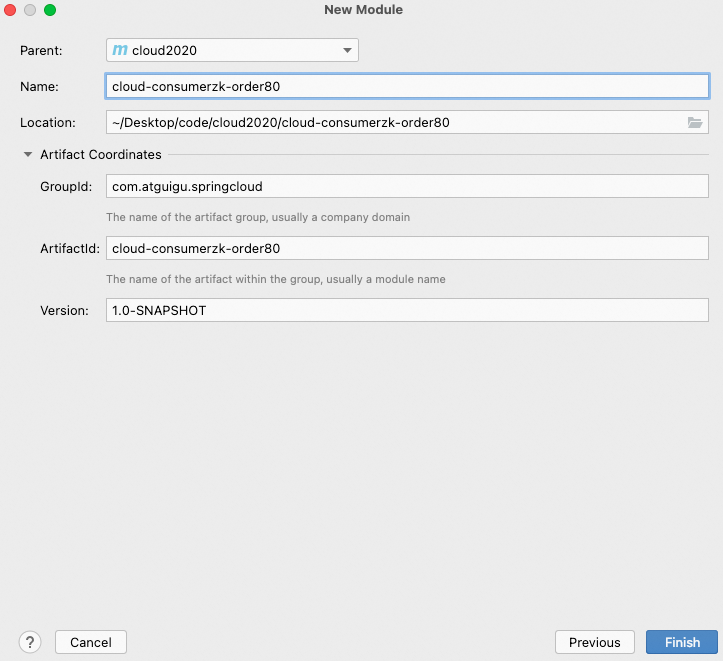 New Module
Parent: m cloud2020
Name: cloud-consumerzk-order80
Location: ~/Desktop/code/cloud2020/cloud-consumerzk-order80
Artifact Coordinates
GroupId: com.atguigu.springcloud
The name of the artifact group, usually a company domain
ArtifactId: cloud-consumerzk-order80
The name of the artifact within the group, usually a module name
Version: 1.0-SNAPSHOT
? Cancel Previous Finish